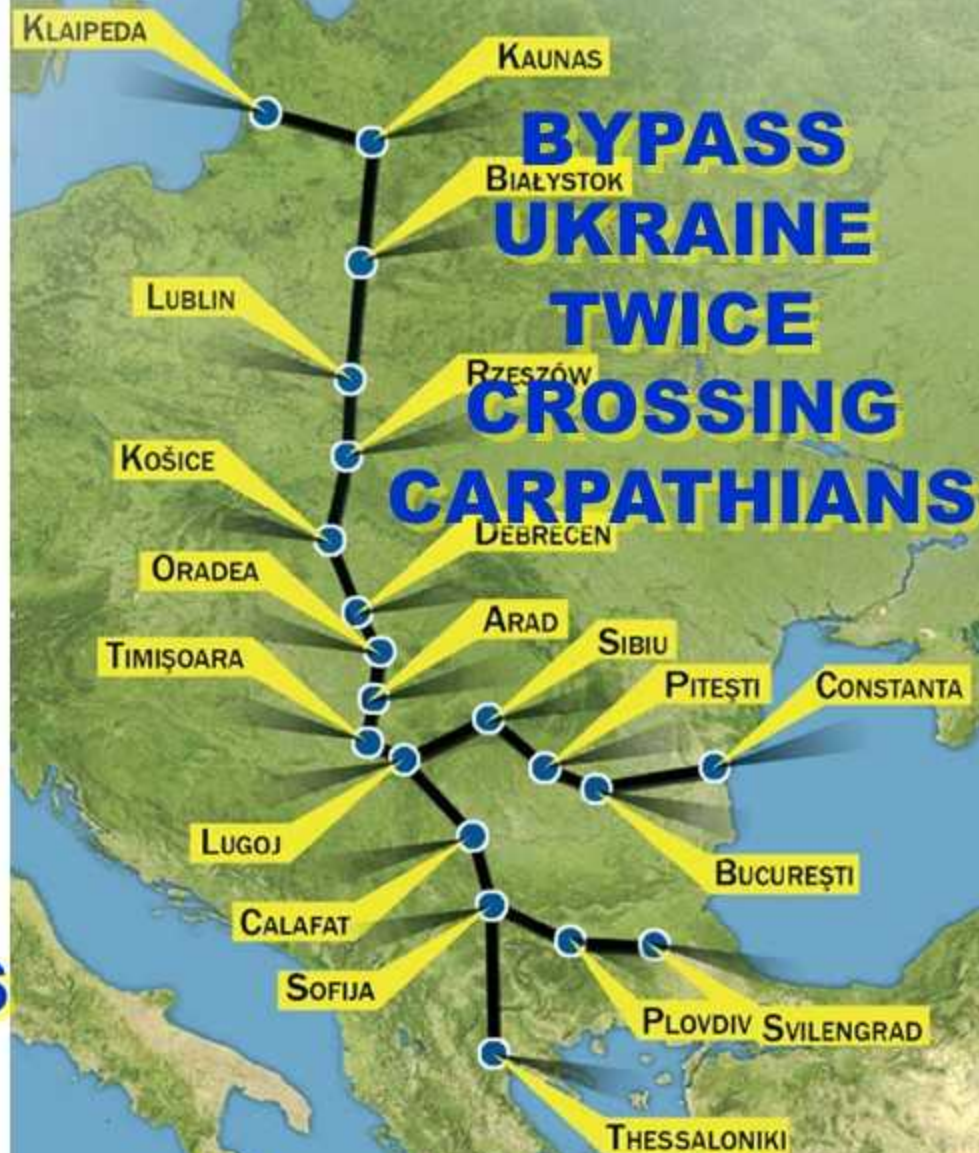 KLAIPEDA
KAUNAS
BYPASS
BIAŁYSTOK
UKRAINE
LUBLIN
TWICE
RZESZÓW
CROSSING
KOŠICE
CARPATHIANS
DEBRECEN
ORADEA
ARAD
SIBIU
TIMIŞOARA
PITEŞTI
CONSTANTA
LUGOJ
BUCUREŞTI
CALAFAT
SOFIJA
S
PLOVDIV
SVILENGRAD
THESSALONIKI